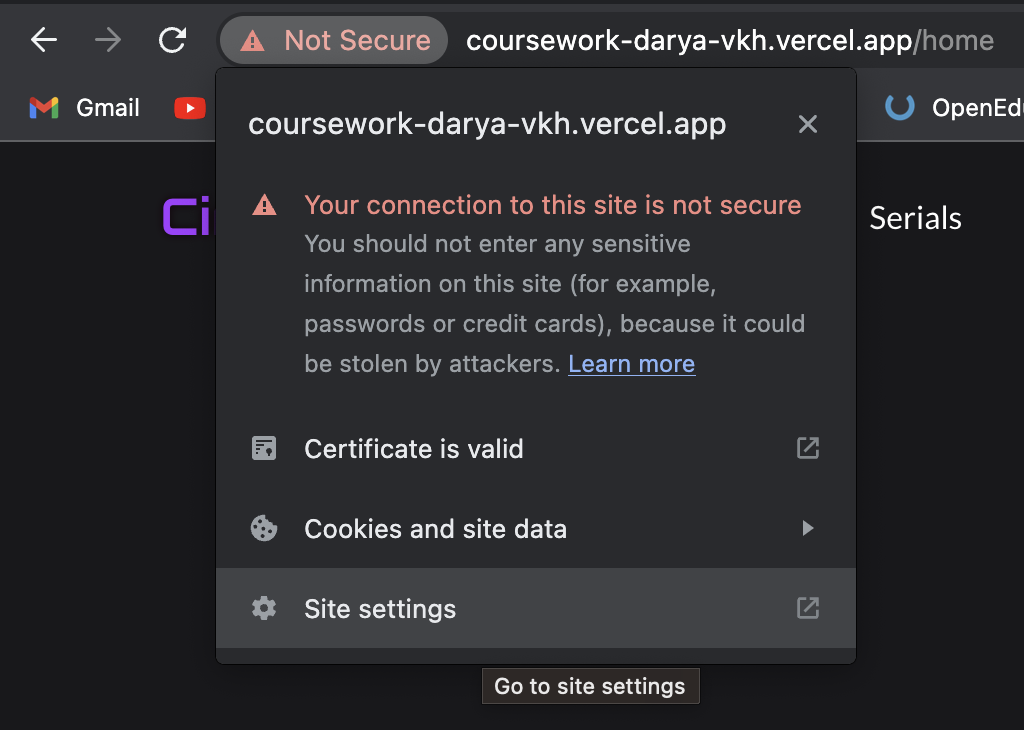 Not Secure coursework-darya-vkh.vercel.app/home
Gmail
OpenEdu
coursework-darya-vkh.vercel.app
Your connection to this site is not secure
Serials
You should not enter any sensitive
information on this site (for example,
passwords or credit cards), because it could
be stolen by attackers. Learn more
Certificate is valid
Cookies and site data
Site settings
Go to site settings